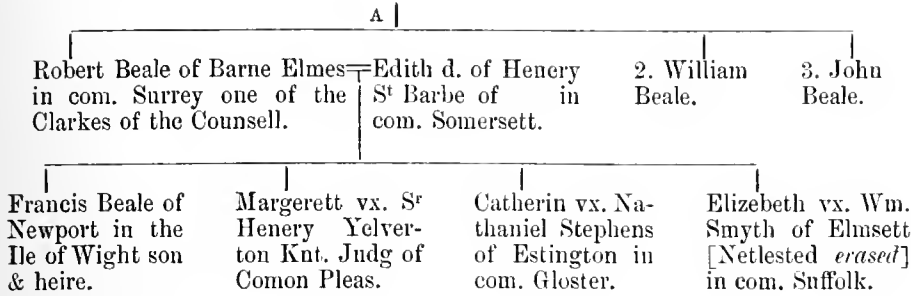 A
Robert Beale of Barne Elmes
in com. Surrey one of the
Clarkes of the Counsell.
Edith d. of Henery
St Barbe of in
com. Somersett.
2. William
Beale.
3. John
Beale.
Francis Beale of
Newport in the
Ile of Wight son
& heire.
Margerett vx. Sr
Henery Yelver-
ton Knt. Judg of
Comon Pleas.
Catherin vx. Na-
thaniel Stephens
of Estington in
com. Gloster.
Elizebeth vx. Wm.
Smyth of Elmsett
[Netlested erased]
in com. Suffolk.